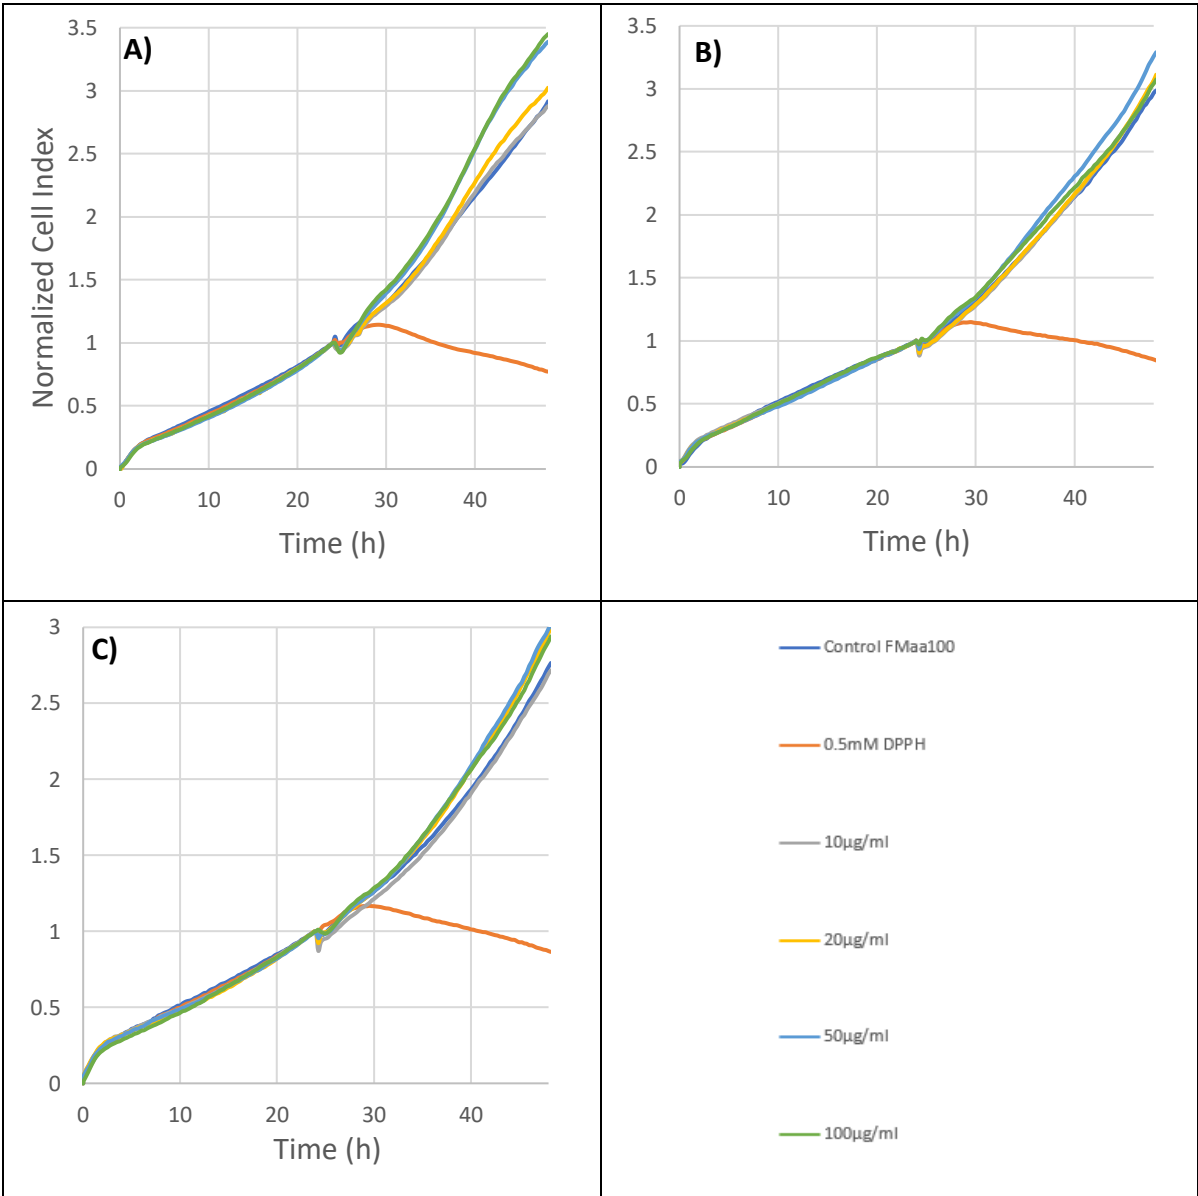 A)
3.5
3
2.5
2
1.5
1
0.5
0
Normalized Cell Index
0 10 20 30 40
Time (h)
B)
3.5
3
2.5
2
1.5
1
0.5
0
0 10 20 30 40
Time (h)
C)
3
2.5
2
1.5
1
0.5
0
0 10 20 30 40
Time (h)
Control FMaa100
0.5mM DPPH
10µg/ml
20µg/ml
50µg/ml
100µg/ml